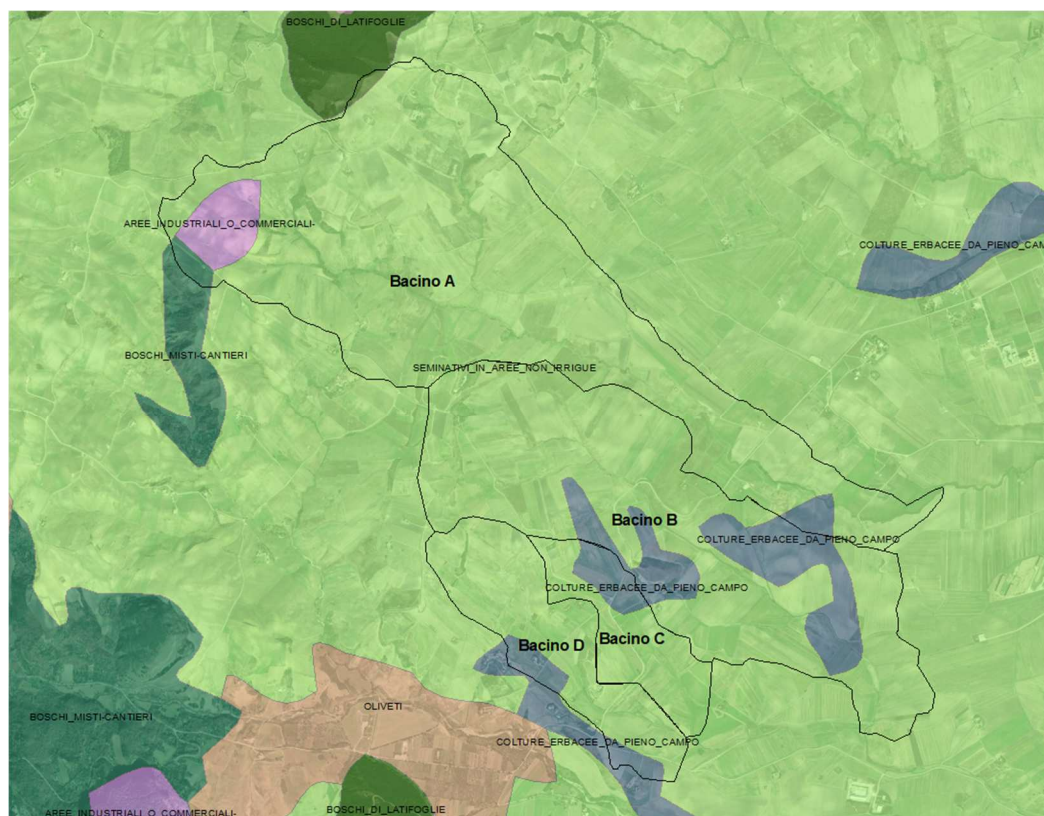 BOSCHI_DI_LATIFOGLIE
AREE_INDUSTRIALI_O_COMMERCIALI-
COLTURE_ERBACEE_DA_PIENO_CAM
Bacino A
BOSCHI_MISTI-CANTIERI
SEMINATIVI_IN_AREE_NON_IRRIGUE
Bacino B
COLTURE_ERBACEE_DA_PIENO_CAMPO
COLTURE_ERBACEE_DA_PIENO_CAMPO
Bacino D
Bacino C
OLIVETI
BOSCHI_MISTI-CANTIERI
COLTURE_ERBACEE_DA_PIENO_CAMPO
AREE_INDUSTRIALI_O_COMMERCIALI-
BOSCHI_DI_LATIFOGLIE